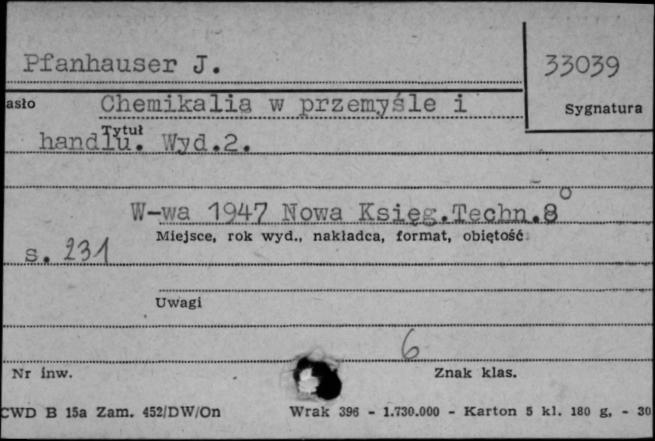 Pfanhauser J.
33039
asło
Chemikalia w przemyśle i
Sygnatura
Tytuł
handlu. Wyd.2.
W-wa 1947 Nowa Księg.Techn.8°
Miejsce, rok wyd., nakładca, format, objętość
s. 231
Uwagi
6
Nr inw.
Znak klas.
CWD B 15a Zam. 452/DW/On
Wrak 396 - 1.730.000 - Karton 5 kl. 180 g. - 30